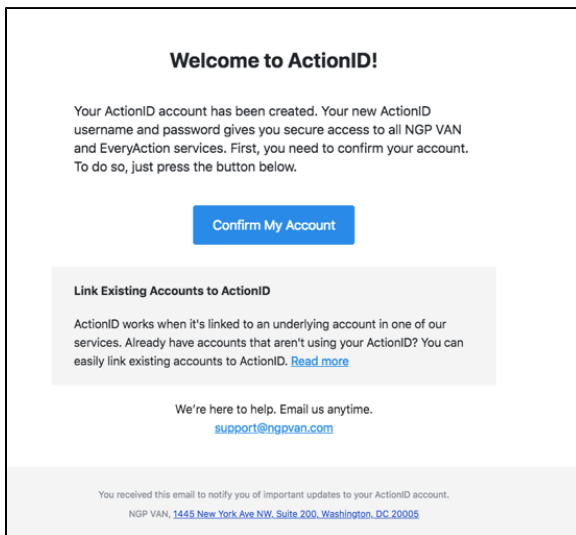 Welcome to ActionID!
Your ActionID account has been created. Your new ActionID
username and password gives you secure access to all NGP VAN
and EveryAction services. First, you need to confirm your account.
To do so, just press the button below.
Confirm My Account
Link Existing Accounts to ActionID
ActionID works when it's linked to an underlying account in one of our
services. Already have accounts that aren't using your ActionID? You can
easily link existing accounts to ActionID. Read more
We're here to help. Email us anytime.
support@ngpvan.com
You received this email to notify you of important updates to your ActionID account.
NGP VAN, 1445 New York Ave NW, Suite 200, Washington, DC 20005